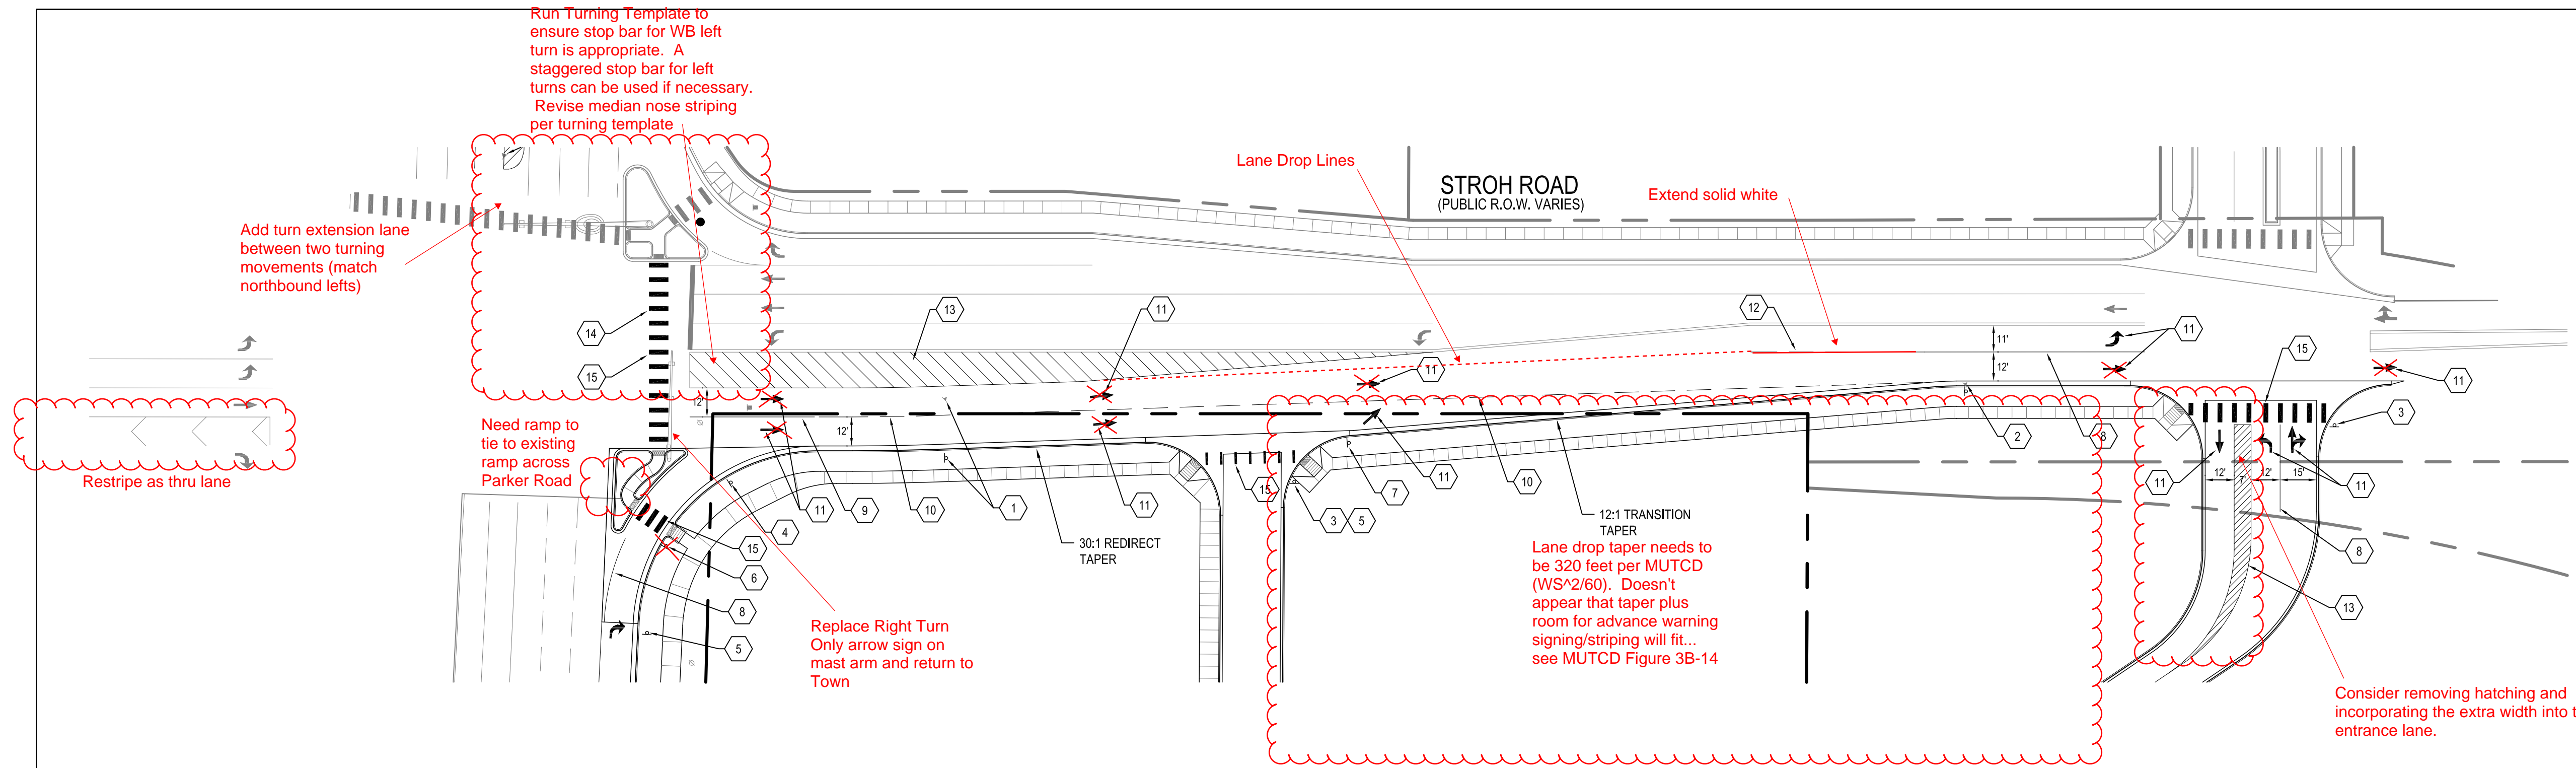 Run Turning Template to
ensure stop bar for WB left
turn is appropriate.  A
staggered stop bar for left
turns can be used if necessary.
Revise median nose striping
per turning template
Lane Drop Lines
STROH ROAD
(PUBLIC R.O.W. VARIES)
Extend solid white
Add turn extension lane
between two turning
movements (match
northbound lefts)
14
13
11
12
11
15
11'
12'
15
11
11
12'
12'
Restripe as thru lane
Need ramp to
tie to existing
ramp across
Parker Road
11
9
10
1
11
15
3
5
7
11
10
2
8
3
11
12'
7'
12'
15'
11
4
15
6
30:1 REDIRECT
TAPER
12:1 TRANSITION
TAPER
Lane drop taper needs to
be 320 feet per MUTCD
(WS^2/60).  Doesn't
appear that taper plus
room for advance warning
signing/striping will fit...
see MUTCD Figure 3B-14
8
8
13
5
Replace Right Turn
Only arrow sign on
mast arm and return to
Town
Consider removing hatching and
incorporating the extra width into t
entrance lane.